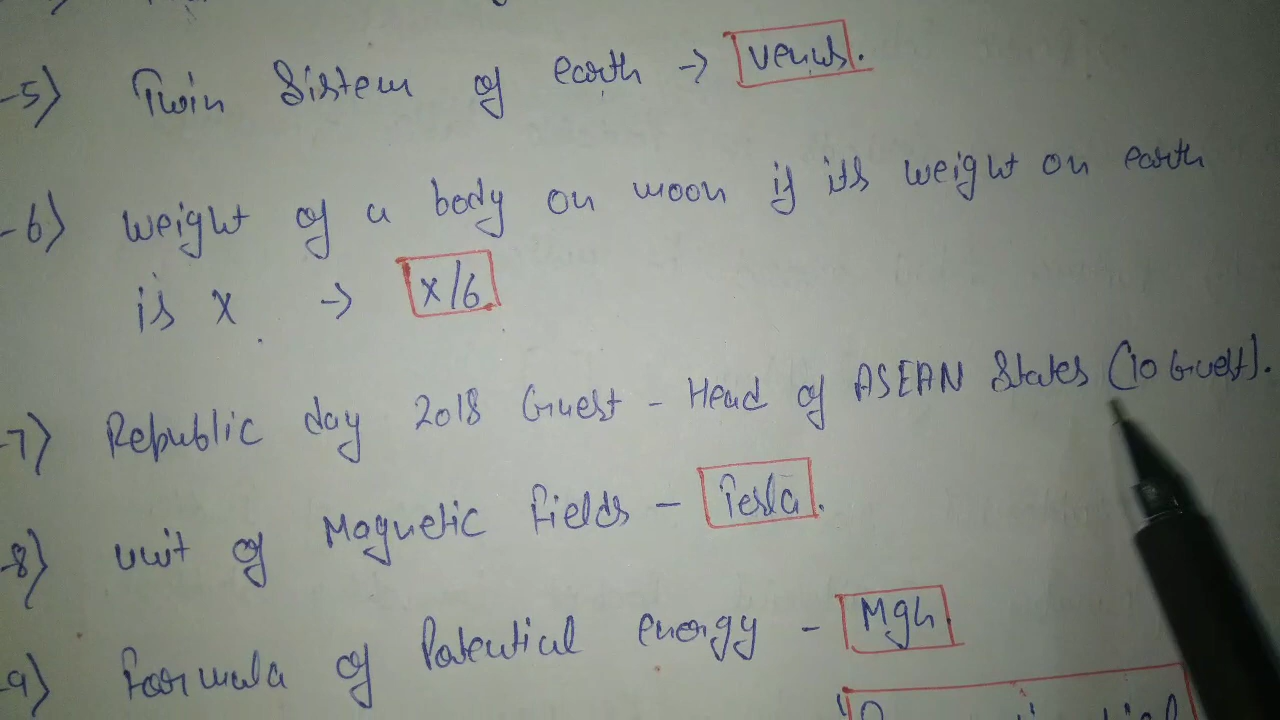 -5) Twin Sistem of earth → Venus.
-6) Weight of a body on moon if its weight on earth
is X → X/6
-7) Republic day 2018 Guest - Head of ASEAN States (10 Guest).
-8) unit of Magnetic Fields - Tesla.
-9) Formula of Potential energy - Mgh